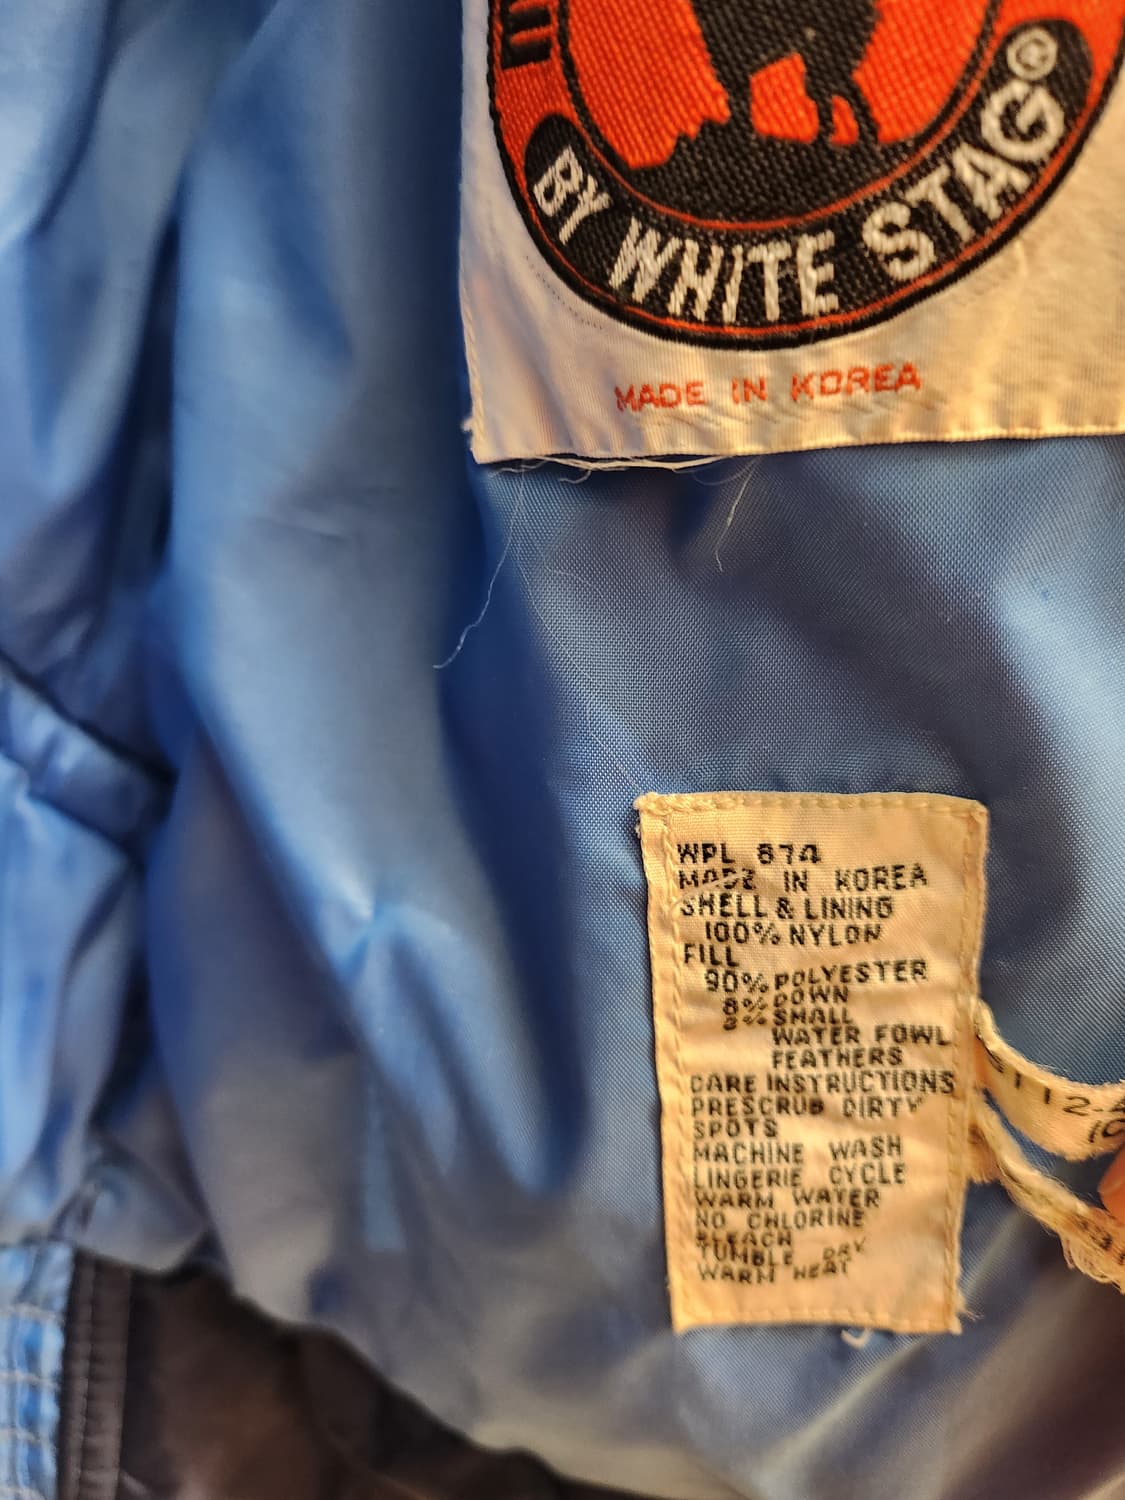 BY WHITE STAG®
MADE IN KOREA
WPL 874
MADE IN KOREA
SHELL & LINING
100% NYLON
FILL
90% POLYESTER
8% DOWN
2% SMALL
WATER FOWL
FEATHERS
CARE INSTRUCTIONS
PRESCRUB DIRTY
SPOTS
MACHINE WASH
LINGERIE CYCLE
WARM WATER
NO CHLORINE
BLEACH
TUMBLE DRY
WARM HEAT